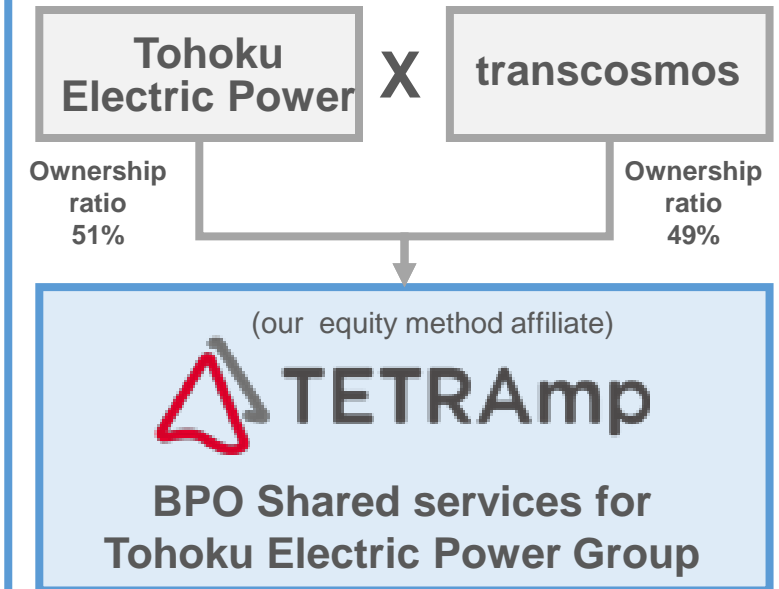 Tohoku
Electric Power
X
transcosmos
Ownership
ratio
51%
Ownership
ratio
49%
(our equity method affiliate)
TETRAmp
BPO Shared services for
Tohoku Electric Power Group